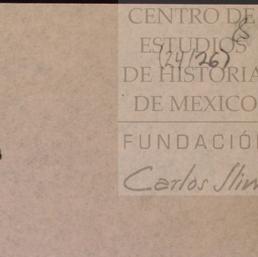 CENTRO DE
ESTUDIOS
(24/26)
DE HISTORIA
DE MEXICO
FUNDACIÓN
Carlos Slim